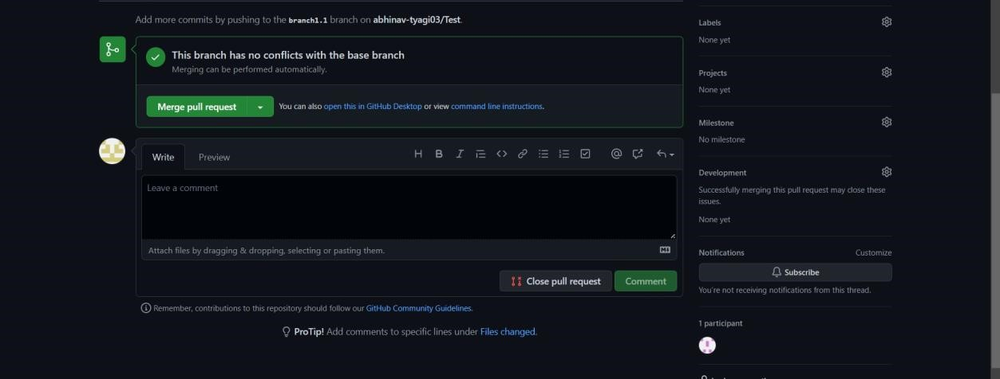 Add more commits by pushing to the branch1.1 branch on abhinav-tyagi03/Test.
This branch has no conflicts with the base branch
Merging can be performed automatically.
Merge pull request
You can also open this in GitHub Desktop or view command line instructions.
Write
Preview
Leave a comment
Attach files by dragging & dropping, selecting or pasting them.
Close pull request
Comment
Remember, contributions to this repository should follow our GitHub Community Guidelines.
ProTip! Add comments to specific lines under Files changed.
Labels
None yet
Projects
None yet
Milestone
No milestone
Development
Successfully merging this pull request may close these
issues.
None yet
Notifications
Customize
Subscribe
You're not receiving notifications from this thread.
1 participant